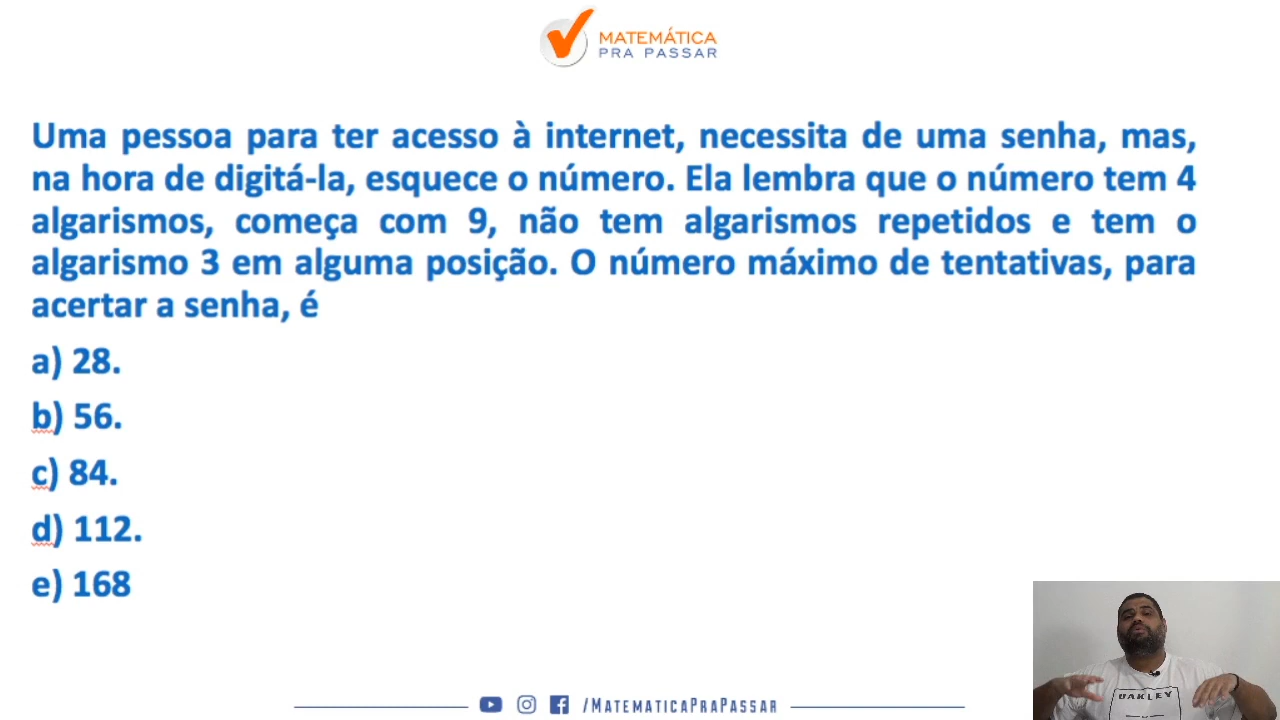 MATEMÁTICA
PRA PASSAR
Uma pessoa para ter acesso à internet, necessita de uma senha, mas,
na hora de digitá-la, esquece o número. Ela lembra que o número tem 4
algarismos, começa com 9, não tem algarismos repetidos e tem o
algarismo 3 em alguma posição. O número máximo de tentativas, para
acertar a senha, é
a) 28.
b) 56.
c) 84.
d) 112.
e) 168
OAKLEY
/MATEMATICAPRAPASSAR